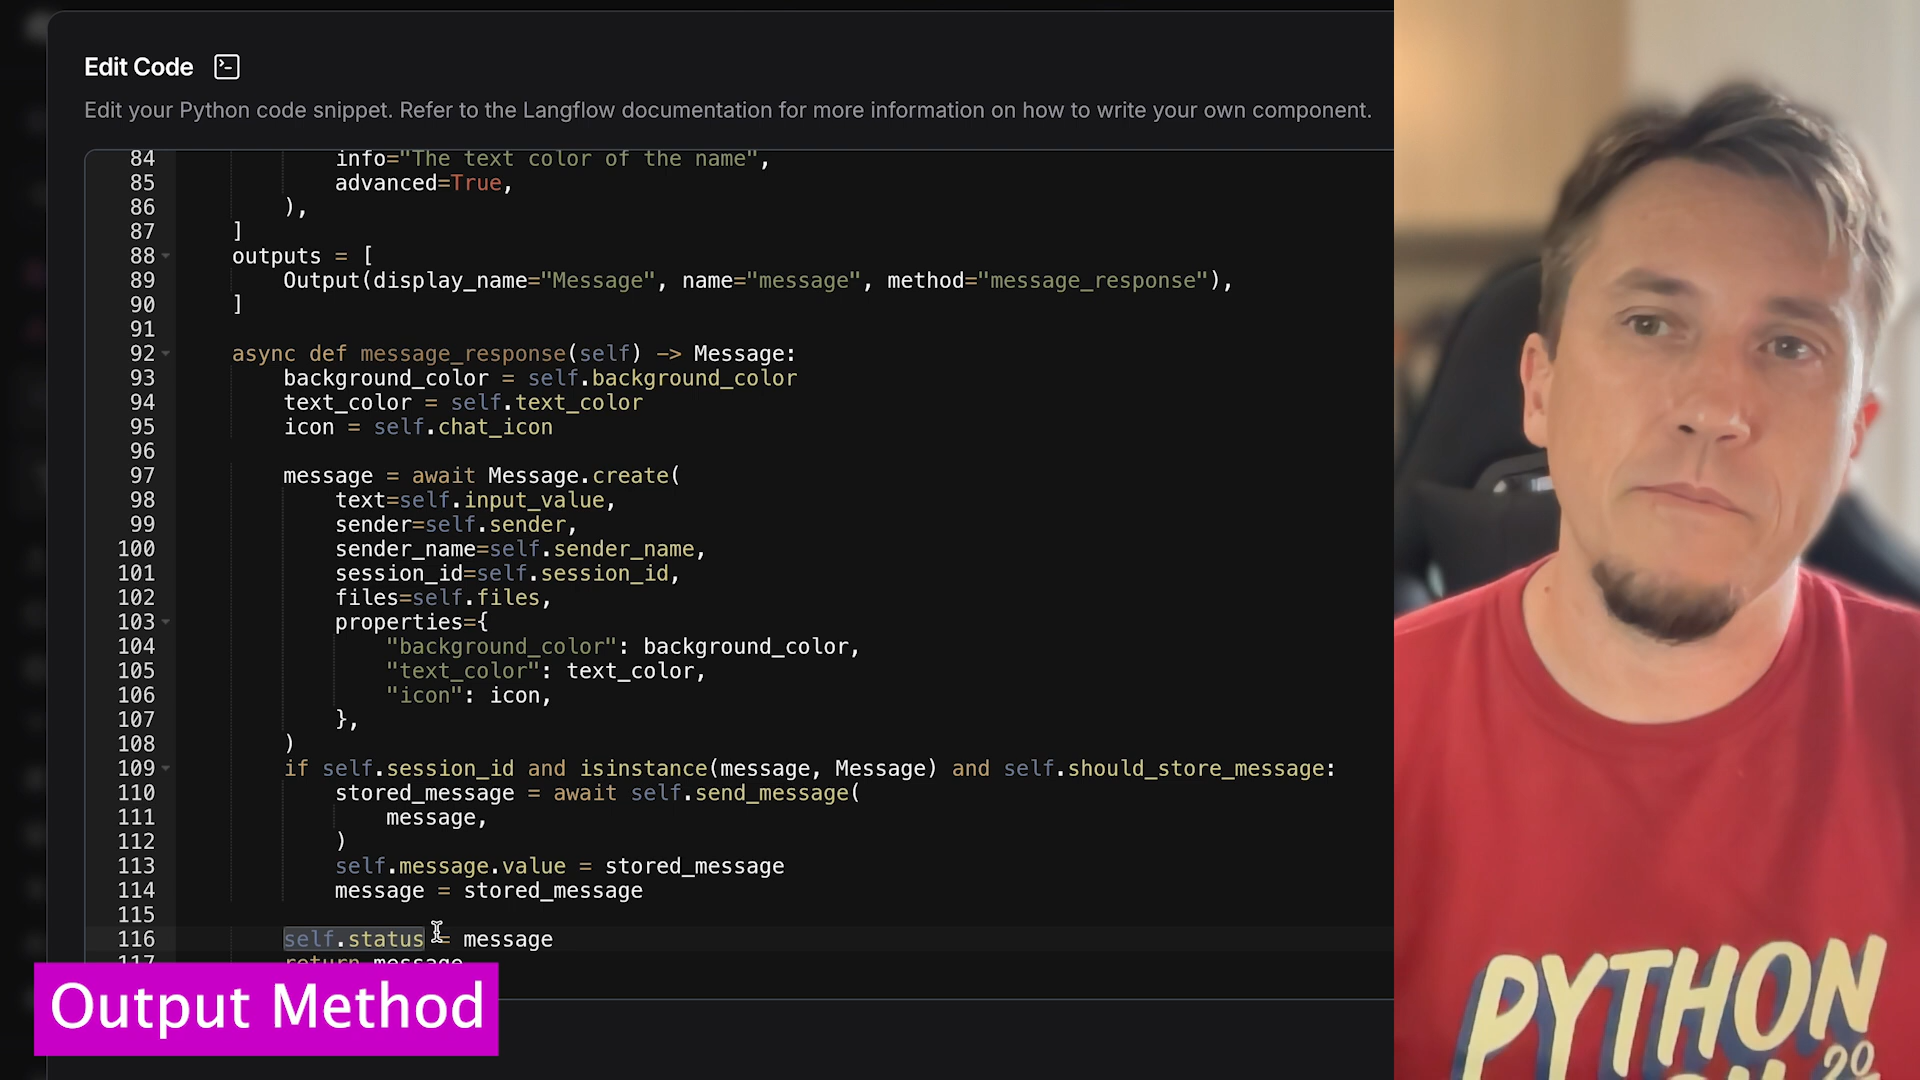 Edit Code
Edit your Python code snippet. Refer to the Langflow documentation for more information on how to write your own component.
84 info="The text color of the name",
85 advanced=True,
86 ),
87 ]
88 outputs = [
89 Output(display_name="Message", name="message", method="message_response"),
90 ]
91
92 async def message_response(self) -> Message:
93 background_color = self.background_color
94 text_color = self.text_color
95 icon = self.chat_icon
96
97 message = await Message.create(
98 text=self.input_value,
99 sender=self.sender,
100 sender_name=self.sender_name,
101 session_id=self.session_id,
102 files=self.files,
103 properties={
104 "background_color": background_color,
105 "text_color": text_color,
106 "icon": icon,
107 },
108 )
109 if self.session_id and isinstance(message, Message) and self.should_store_message:
110 stored_message = await self.send_message(
111 message,
112 )
113 self.message.value = stored_message
114 message = stored_message
115
116 self.status = message
117 return message
Output Method
PYTHON
20